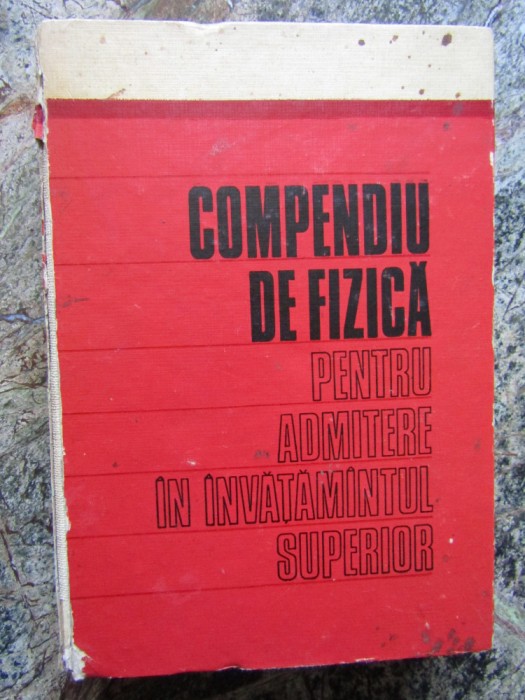 COMPENDIU
DE FIZICĂ
PENTRU
ADMITERE
ÎN ÎNVĂȚĂMÎNTUL
SUPERIOR